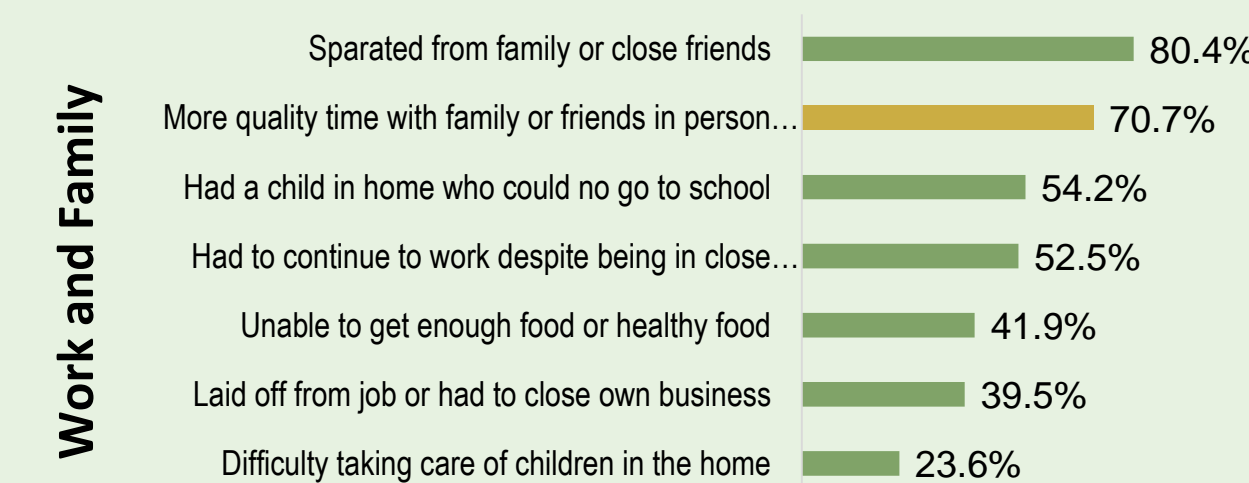 Work and Family
Sparated from family or close friends 80.4%
More quality time with family or friends in person… 70.7%
Had a child in home who could no go to school 54.2%
Had to continue to work despite being in close… 52.5%
Unable to get enough food or healthy food 41.9%
Laid off from job or had to close own business 39.5%
Difficulty taking care of children in the home 23.6%